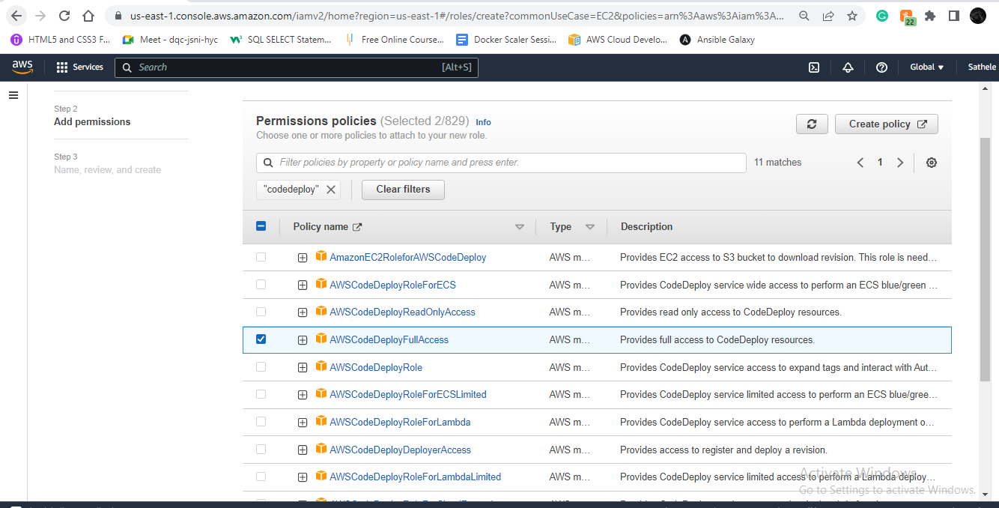 us-east-1.console.aws.amazon.com/iamv2/home?region=us-east-1#/roles/create?commonUseCase=EC2&policies=arn%3Aaws%3Aiam%3A...
22
HTML5 and CSS3 F... Meet - dqc-jsni-hyc SQL SELECT Statem... Free Online Course... Docker Scaler Sessi... AWS Cloud Develo... Ansible Galaxy
aws Services Search [Alt+S] Global Sathele
Step 2
Add permissions
Step 3
Name, review, and create
Permissions policies (Selected 2/829) Info
Choose one or more policies to attach to your new role.
Create policy
Filter policies by property or policy name and press enter.
11 matches
1
"codedeploy"
Clear filters
Policy name Type Description
AmazonEC2RoleforAWSCodeDeploy AWS m... Provides EC2 access to S3 bucket to download revision. This role is need...
AWSCodeDeployRoleForECS AWS m... Provides CodeDeploy service wide access to perform an ECS blue/green ...
AWSCodeDeployReadOnlyAccess AWS m... Provides read only access to CodeDeploy resources.
AWSCodeDeployFullAccess AWS m... Provides full access to CodeDeploy resources.
AWSCodeDeployRole AWS m... Provides CodeDeploy service access to expand tags and interact with Aut...
AWSCodeDeployRoleForECSLimited AWS m... Provides CodeDeploy service limited access to perform an ECS blue/gree...
AWSCodeDeployRoleForLambda AWS m... Provides CodeDeploy service access to perform a Lambda deployment o...
AWSCodeDeployDeployerAccess AWS m... Provides access to register and deploy a revision.
AWSCodeDeployRoleForLambdaLimited AWS m... Provides CodeDeploy service limited access to perform a Lambda deploy...
Activate Windows
Go to Settings to activate Windows.